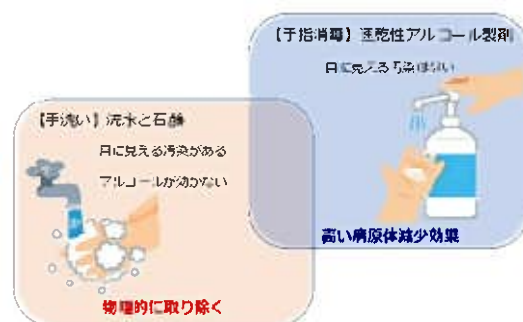 【手指消毒】速乾性アルコール製剤
目に見える汚染はない
高い病原体減少効果
【手洗い】流水と石鹸
目に見える汚染がある
アルコールが効かない
物理的に取り除く